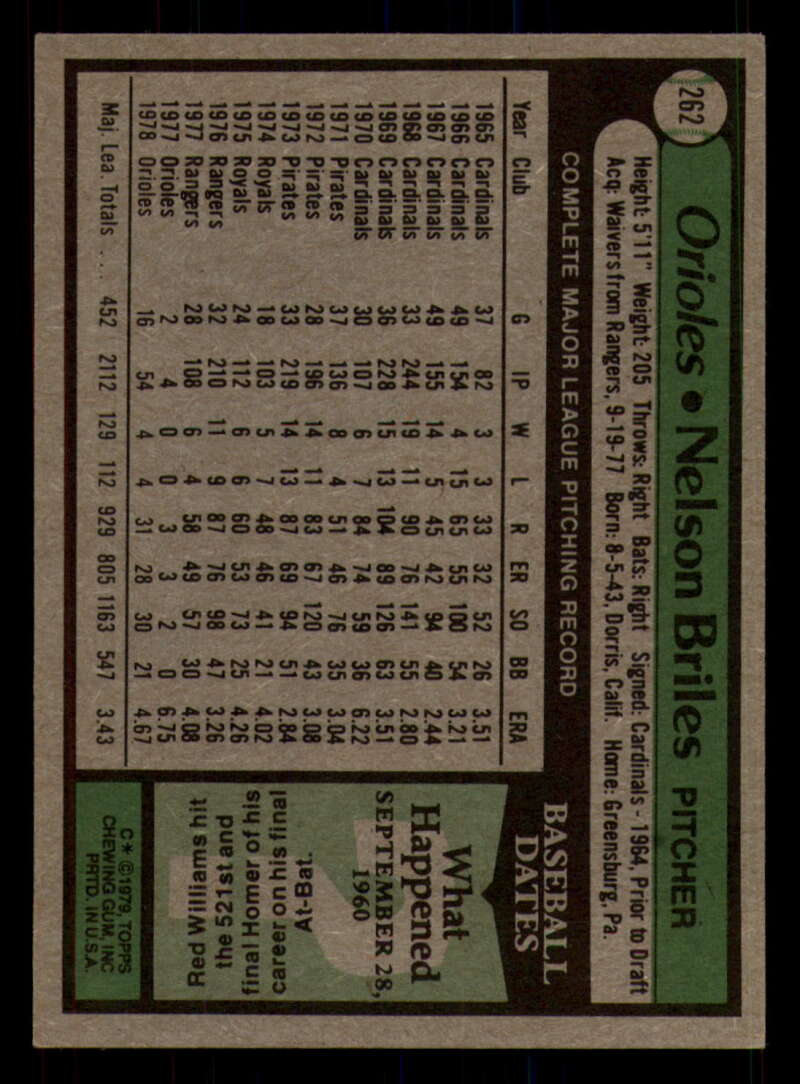 262
Orioles • Nelson Briles PITCHER
Height: 5'11" Weight: 205 Throws: Right Bats: Right Signed: Cardinals - 1964, Prior to Draft
Acq: Waivers from Rangers, 9-19-77 Born: 8-5-43, Dorris, Calif. Home: Greensburg, Pa.
COMPLETE MAJOR LEAGUE PITCHING RECORD
Year Club G IP W L R ER SO BB ERA
1965 Cardinals 37 82 3 3 33 32 52 26 3.51
1966 Cardinals 49 154 4 15 65 55 100 54 3.21
1967 Cardinals 49 155 14 5 45 42 94 40 2.44
1968 Cardinals 33 244 19 11 90 76 141 55 2.80
1969 Cardinals 36 228 15 13 104 89 126 63 3.51
1970 Cardinals 30 107 6 7 84 74 59 36 6.22
1971 Pirates 37 136 8 4 51 46 76 35 3.04
1972 Pirates 28 196 14 11 83 67 120 43 3.08
1973 Pirates 33 219 14 13 87 69 94 51 2.84
1974 Royals 18 103 5 7 48 46 41 21 4.02
1975 Royals 24 112 6 6 60 53 73 25 4.26
1976 Rangers 32 210 11 9 87 76 98 47 3.26
1977 Rangers 28 108 6 4 58 49 57 30 4.08
1977 Orioles 2 4 0 0 3 3 2 0 6.75
1978 Orioles 16 54 4 4 31 28 30 21 4.67
Maj. Lea. Totals . . . 452 2112 129 112 929 805 1163 547 3.43
BASEBALL
DATES
What
Happened
SEPTEMBER 28,
1960
Red Williams hit
the 521st and
final Homer of his
career on his final
At-Bat.
C* © 1979, TOPPS
CHEWING GUM, INC
PRTD. IN U.S.A.